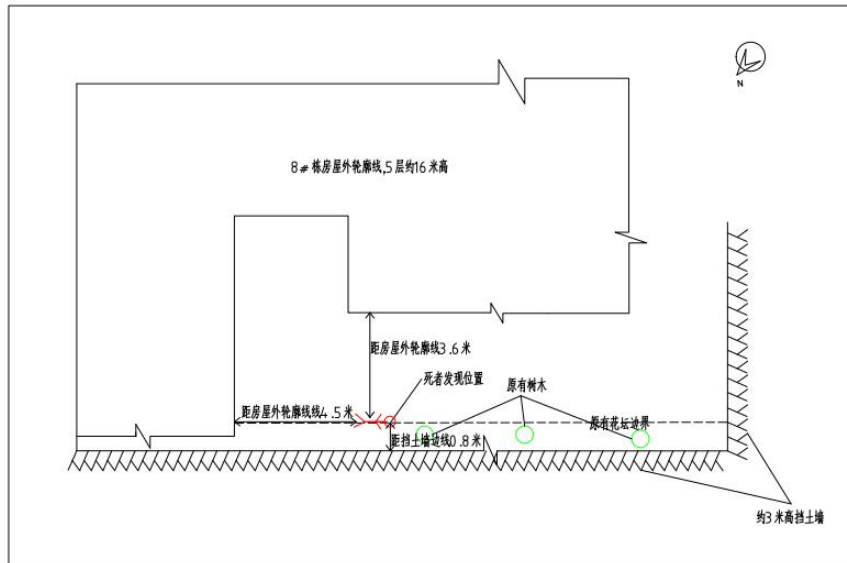 N
8#栋房屋外轮廓线,5层约16米高
距房屋外轮廓线3.6米
死者发现位置
原有树木
距房屋外轮廓线线4.5米
原有花坛边界
距挡土墙边线0.8米
约3米高挡土墙